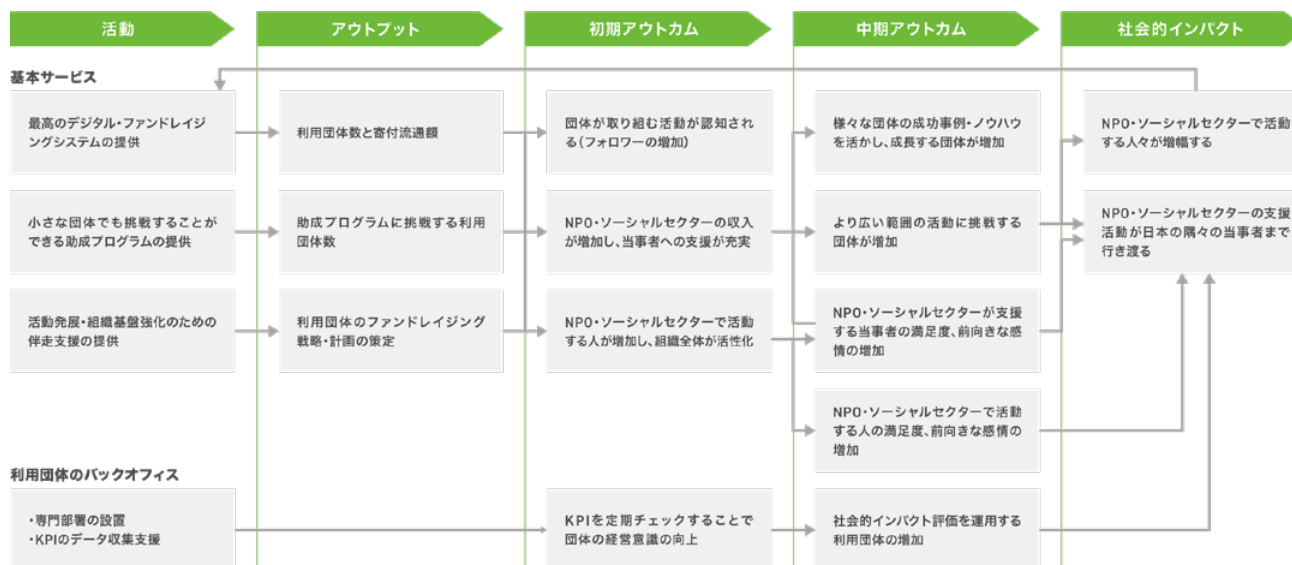 活動
アウトプット
初期アウトカム
中期アウトカム
社会的インパクト
基本サービス
最高のデジタル・ファンドレイジ
ングシステムの提供
利用団体数と寄付流通額
団体が取り組む活動が認知され
る(フォロワーの増加)
様々な団体の成功事例・ノウハウ
を活かし、成長する団体が増加
NPO・ソーシャルセクターで活動
する人々が増幅する
小さな団体でも挑戦することが
できる助成プログラムの提供
助成プログラムに挑戦する利用
団体数
NPO・ソーシャルセクターの収入
が増加し、当事者への支援が充実
より広い範囲の活動に挑戦する
団体が増加
NPO・ソーシャルセクターの支援
活動が日本の隅々の当事者まで
行き渡る
活動発展・組織基盤強化のための
伴走支援の提供
利用団体のファンドレイジング
戦略・計画の策定
NPO・ソーシャルセクターで活動
する人が増加し、組織全体が活性化
NPO・ソーシャルセクターが支援
する当事者の満足度、前向きな感
情の増加
NPO・ソーシャルセクターで活動
する人の満足度、前向きな感情の
増加
利用団体のバックオフィス
・専門部署の設置
・KPIのデータ収集支援
KPIを定期チェックすることで
団体の経営意識の向上
社会的インパクト評価を運用する
利用団体の増加